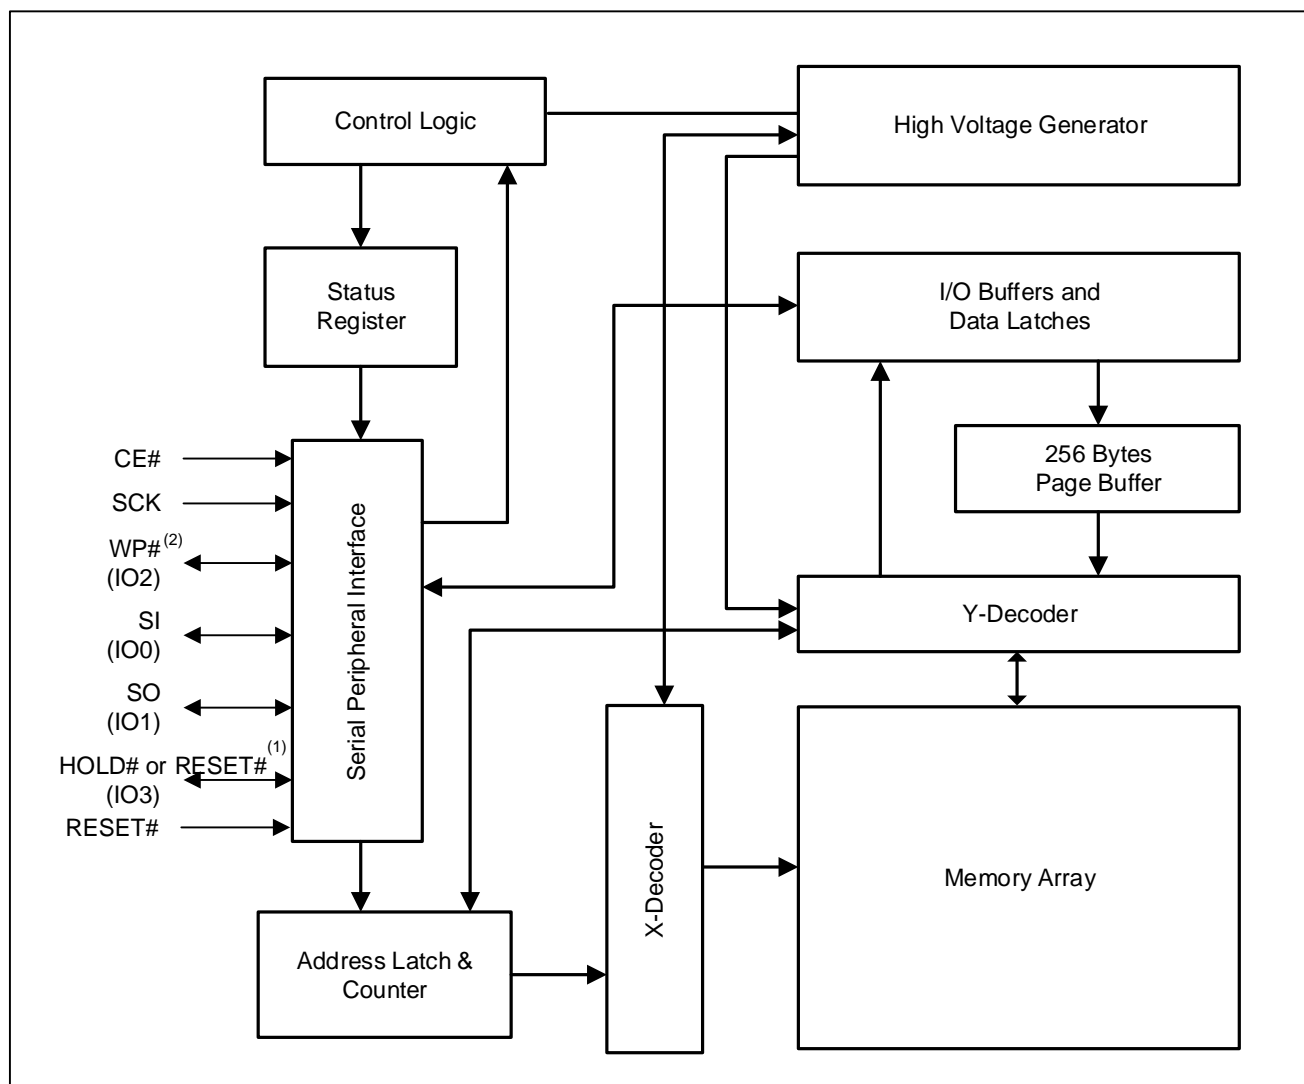 Control Logic
High Voltage Generator
Status
Register
I/O Buffers and
Data Latches
256 Bytes
Page Buffer
CE#
SCK
WP# (2)
(IO2)
SI
(IO0)
SO
(IO1)
HOLD# or RESET# (1)
(IO3)
RESET#
Serial Peripheral Interface
Y-Decoder
X-Decoder
Memory Array
Address Latch &
Counter